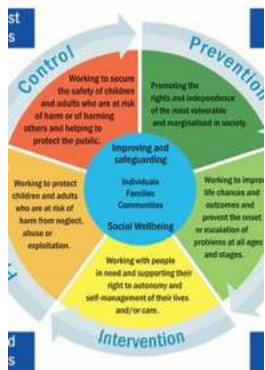 st
s
Control
Prevention
Working to secure
the safety of children
and adults who are at risk
of harm or of harming
others and helping to
protect the public.
Promoting the
rights and independence
of the most vulnerable
and marginalised in society.
Improving and
safeguarding
Individuals
Families
Communities
Social Wellbeing
Working to protect
children and adults
who are at risk of
harm from neglect,
abuse or
exploitation.
Working to improve
life chances and
outcomes and
prevent the onset
or escalation of
problems at all ages
and stages.
Working with people
in need and supporting their
right to autonomy and
self-management of their lives
and/or care.
Intervention
d
s